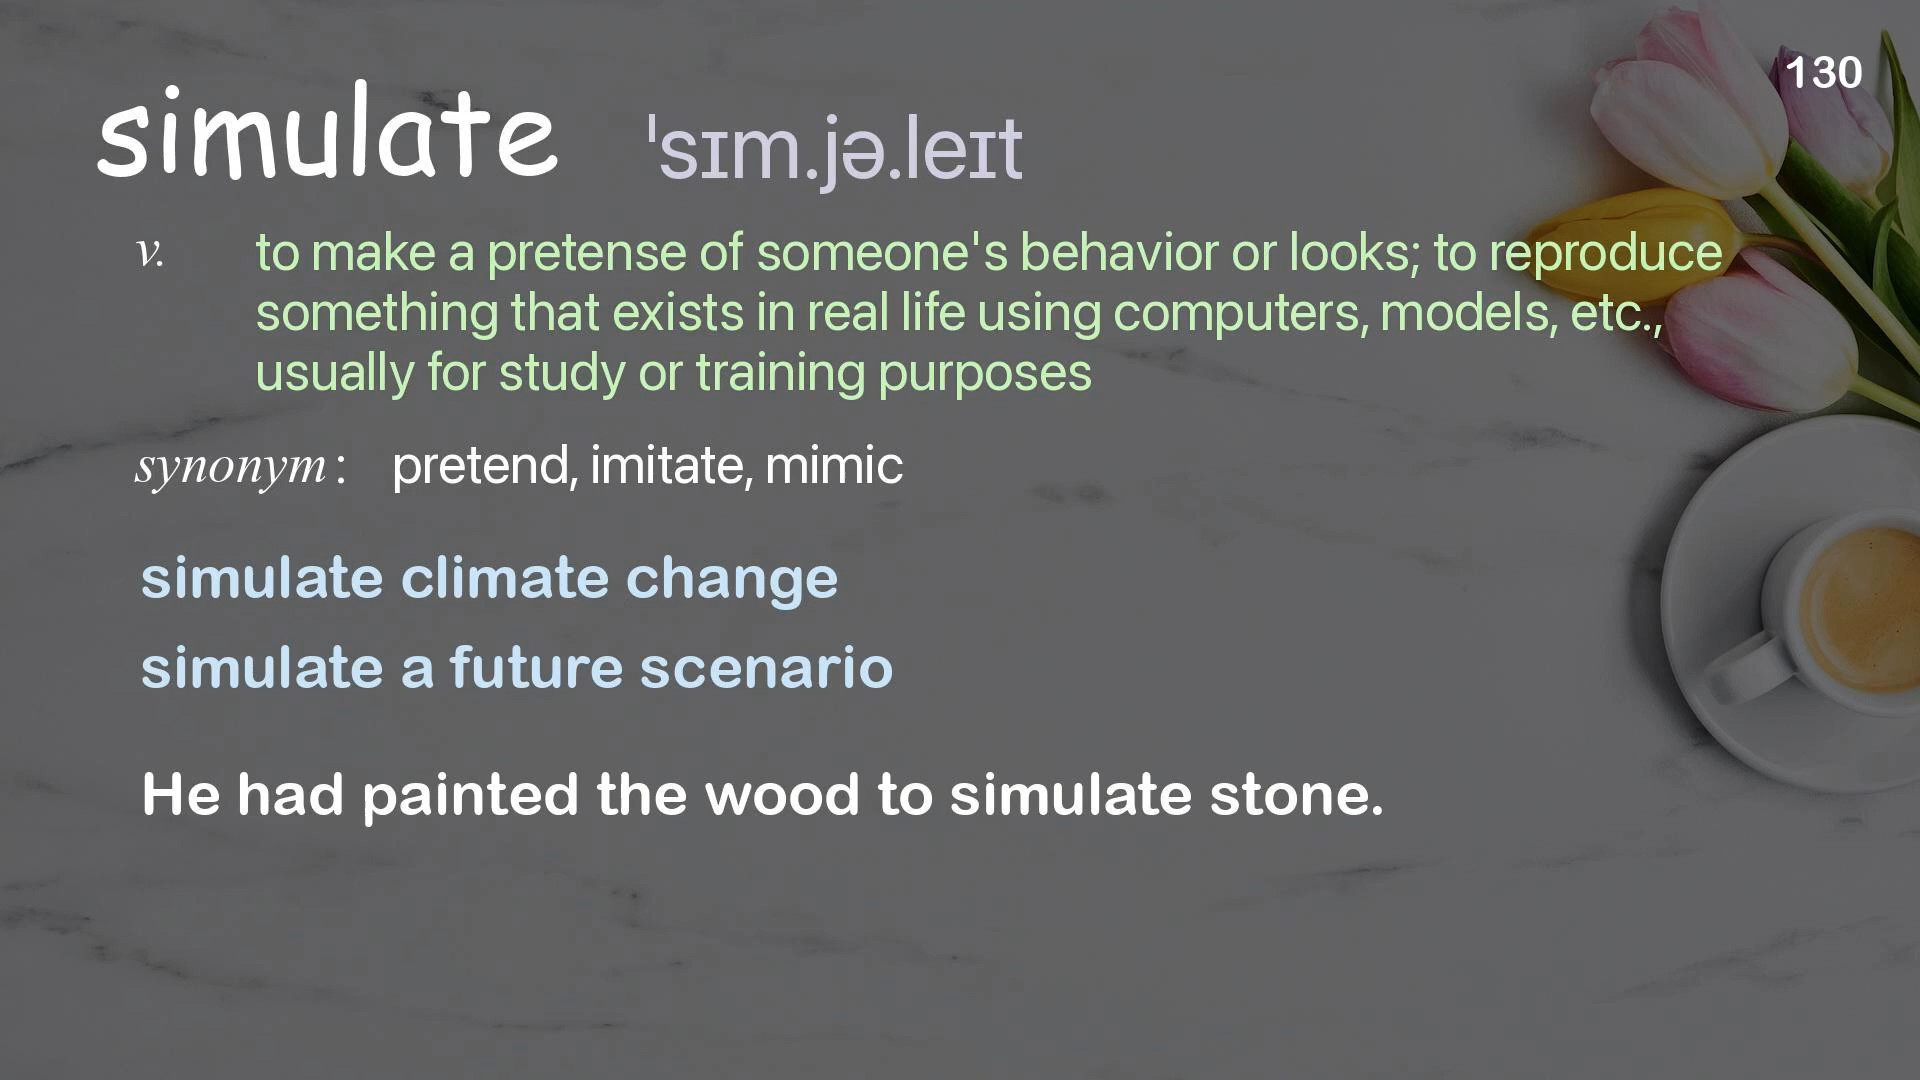 130
simulate ˈsɪm.jə.leɪt
v. to make a pretense of someone's behavior or looks; to reproduce
something that exists in real life using computers, models, etc.,
usually for study or training purposes
synonym : pretend, imitate, mimic
simulate climate change
simulate a future scenario
He had painted the wood to simulate stone.